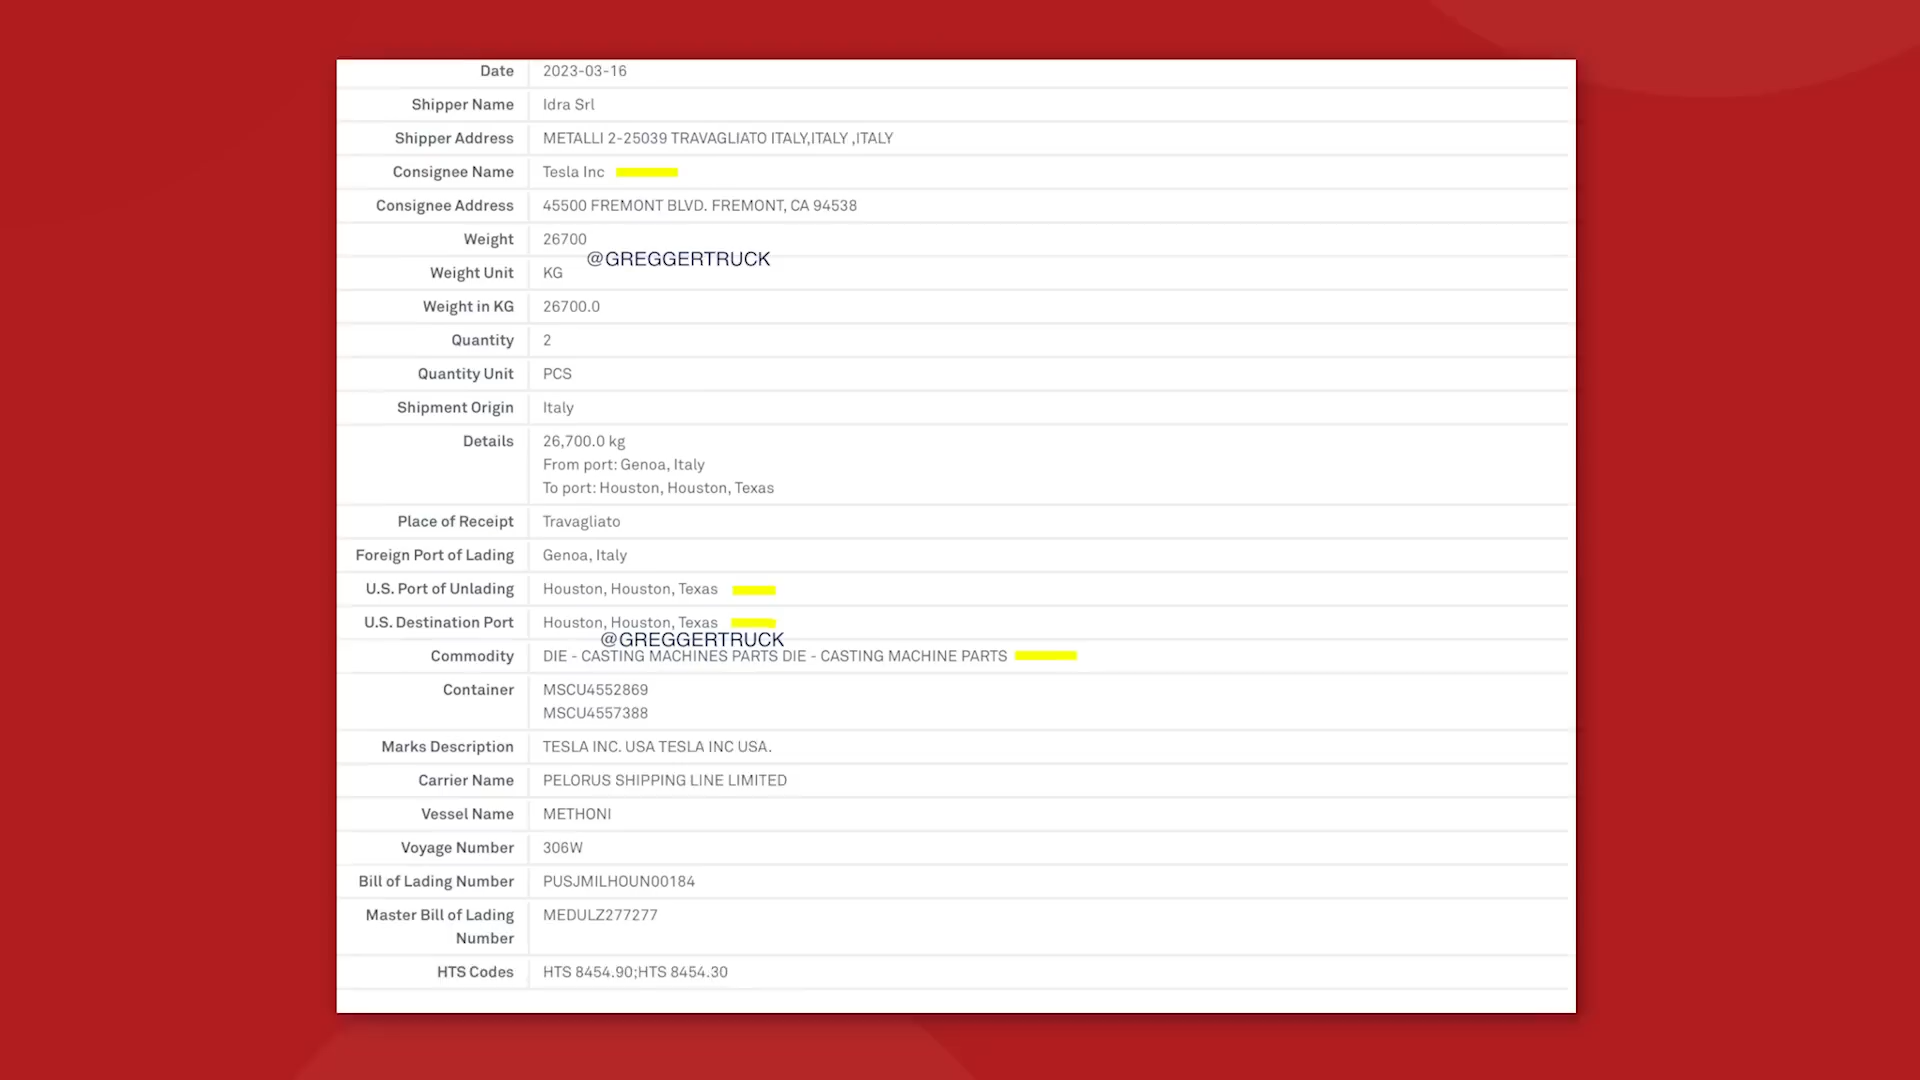 Date 2023-03-16
Shipper Name Idra Srl
Shipper Address METALLI 2-25039 TRAVAGLIATO ITALY,ITALY ,ITALY
Consignee Name Tesla Inc
Consignee Address 45500 FREMONT BLVD. FREMONT, CA 94538
Weight 26700
@GREGGERTRUCK
Weight Unit KG
Weight in KG 26700.0
Quantity 2
Quantity Unit PCS
Shipment Origin Italy
Details 26,700.0 kg
From port: Genoa, Italy
To port: Houston, Houston, Texas
Place of Receipt Travagliato
Foreign Port of Lading Genoa, Italy
U.S. Port of Unlading Houston, Houston, Texas
U.S. Destination Port Houston, Houston, Texas
@GREGGERTRUCK
Commodity DIE - CASTING MACHINES PARTS DIE - CASTING MACHINE PARTS
Container MSCU4552869
MSCU4557388
Marks Description TESLA INC. USA TESLA INC USA.
Carrier Name PELORUS SHIPPING LINE LIMITED
Vessel Name METHONI
Voyage Number 306W
Bill of Lading Number PUSJMILHOUN00184
Master Bill of Lading MEDULZ277277
Number
HTS Codes HTS 8454.90;HTS 8454.30